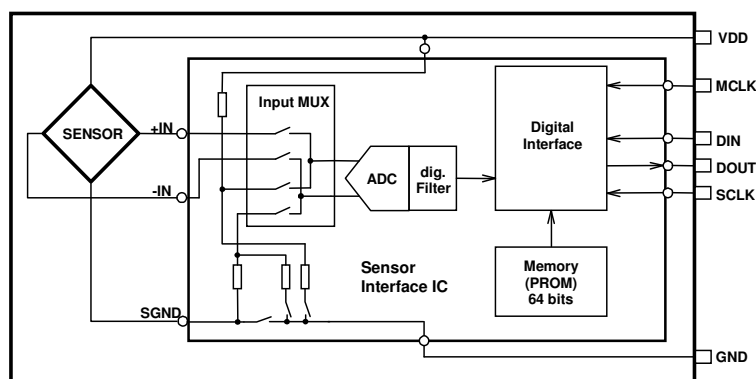 VDD
MCLK
Input MUX
SENSOR
+IN
Digital
Interface
DIN
DOUT
ADC
dig.
Filter
-IN
SCLK
Sensor
Interface IC
Memory
(PROM)
64 bits
SGND
GND